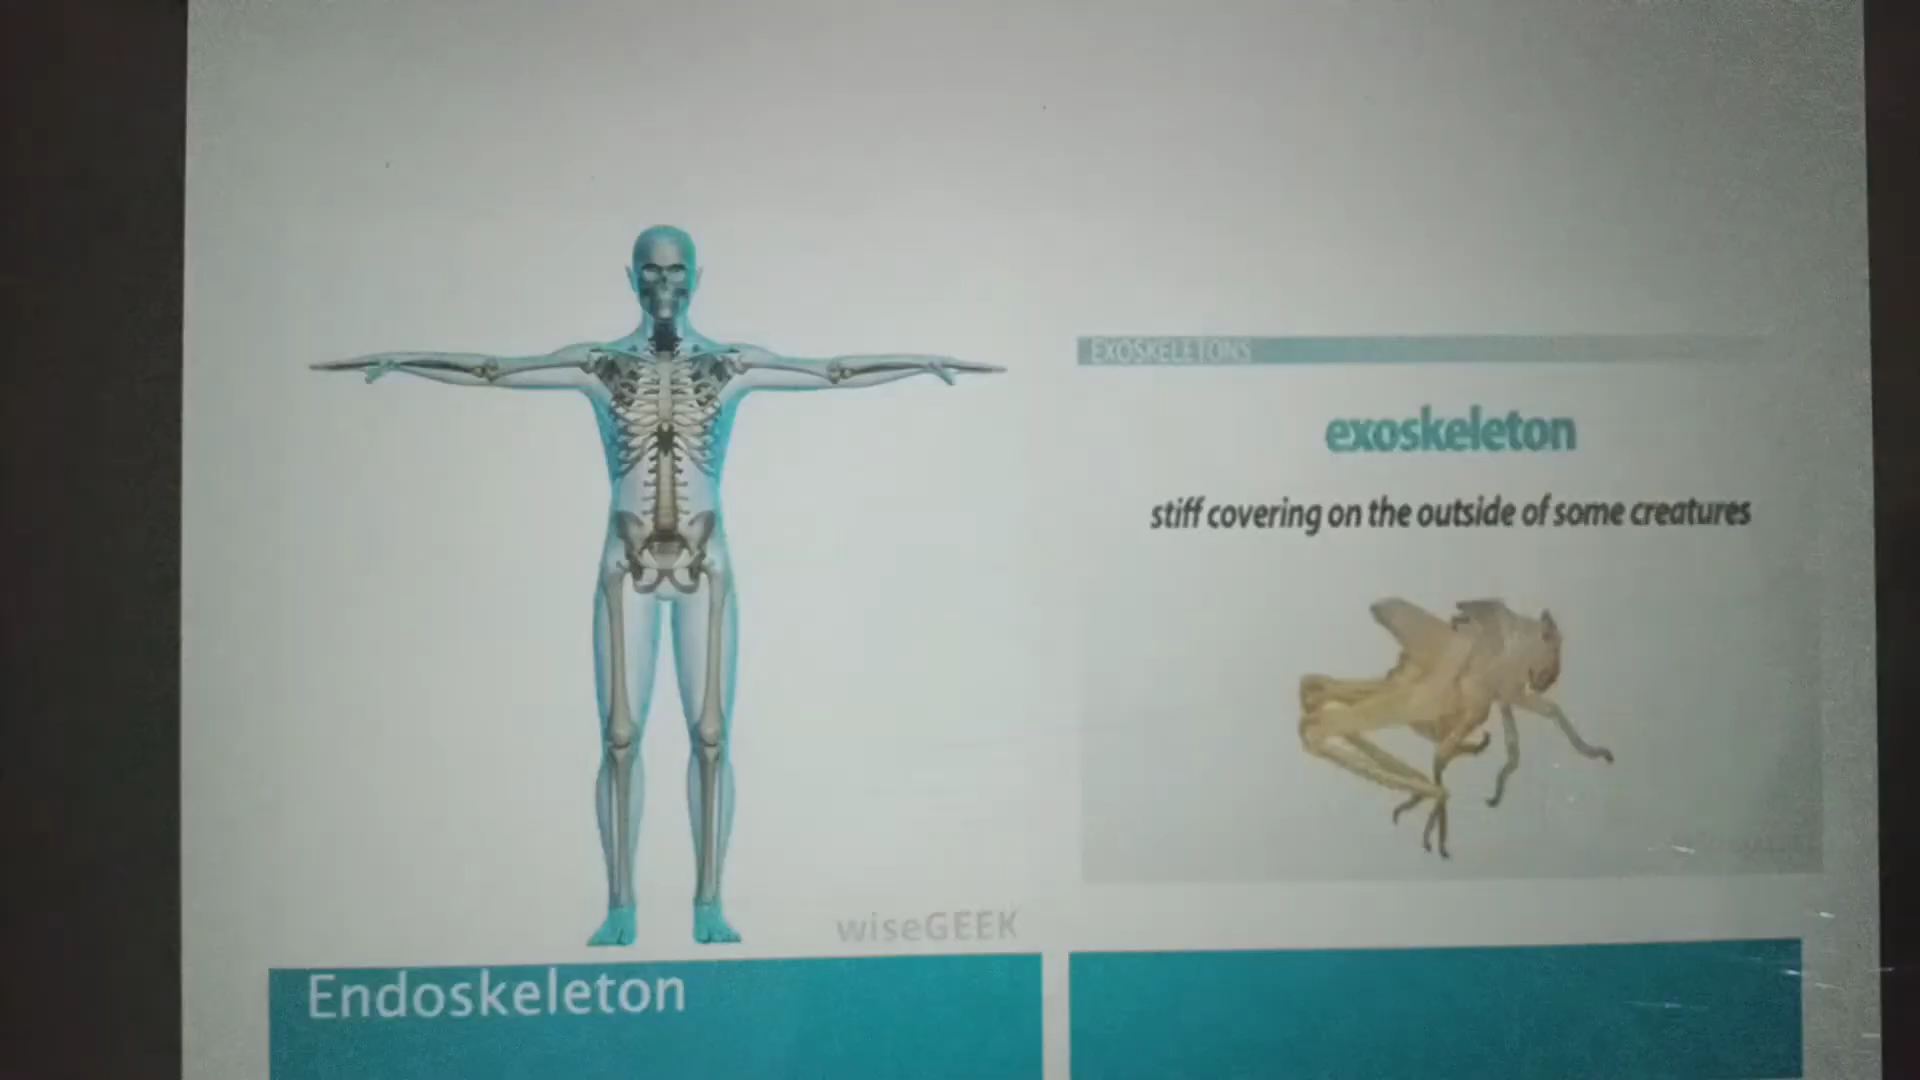 EXOSKELETONS
exoskeleton
stiff covering on the outside of some creatures
wiseGEEK
Endoskeleton